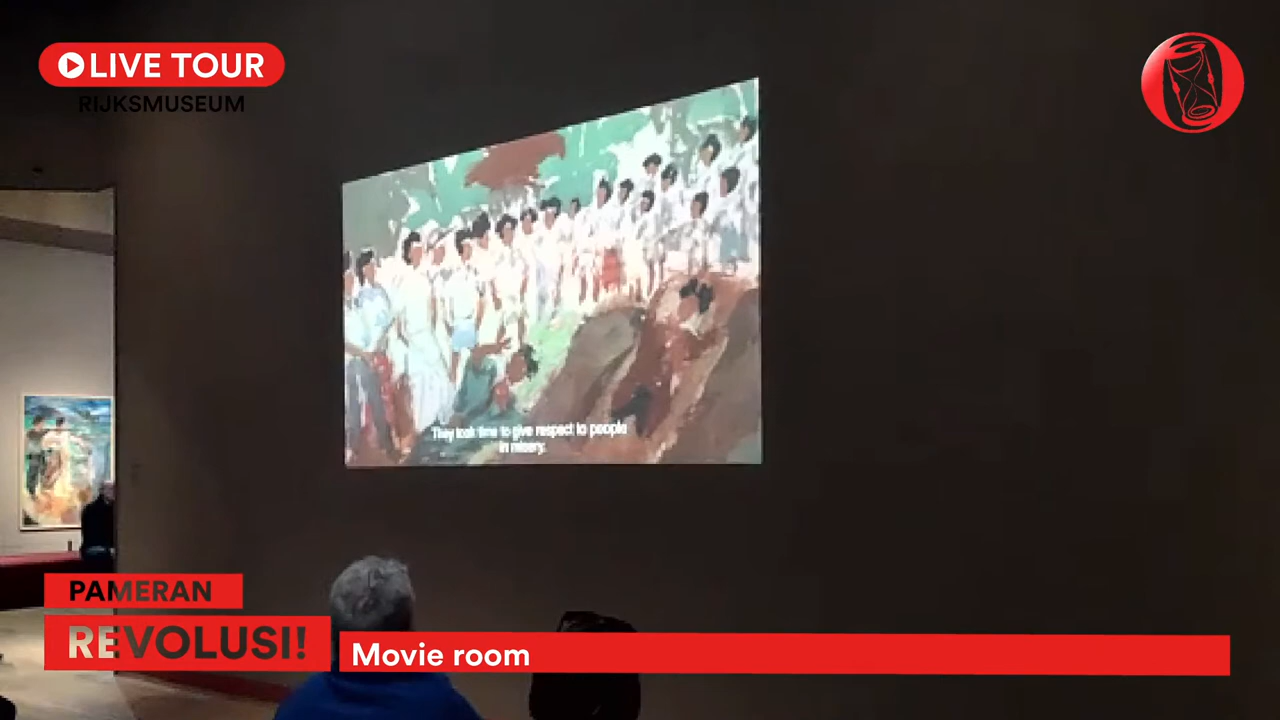 LIVE TOUR
RIJKSMUSEUM
They took time to give respect to people
in misery.
PAMERAN
REVOLUSI!
Movie room